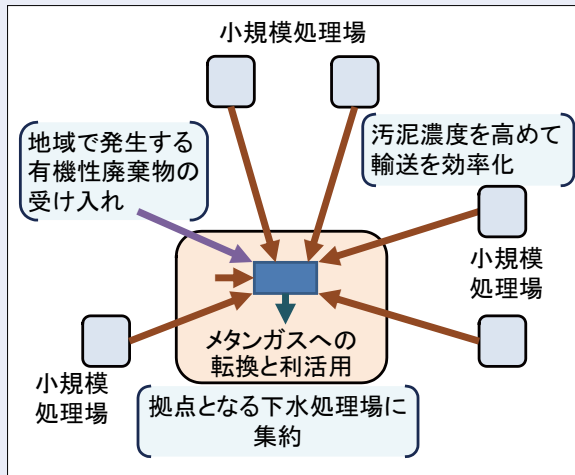 小規模処理場
地域で発生する
有機性廃棄物の
受け入れ
汚泥濃度を高めて
輸送を効率化
小規模
処理場
メタンガスへの
転換と利活用
小規模
処理場
拠点となる下水処理場に
集約